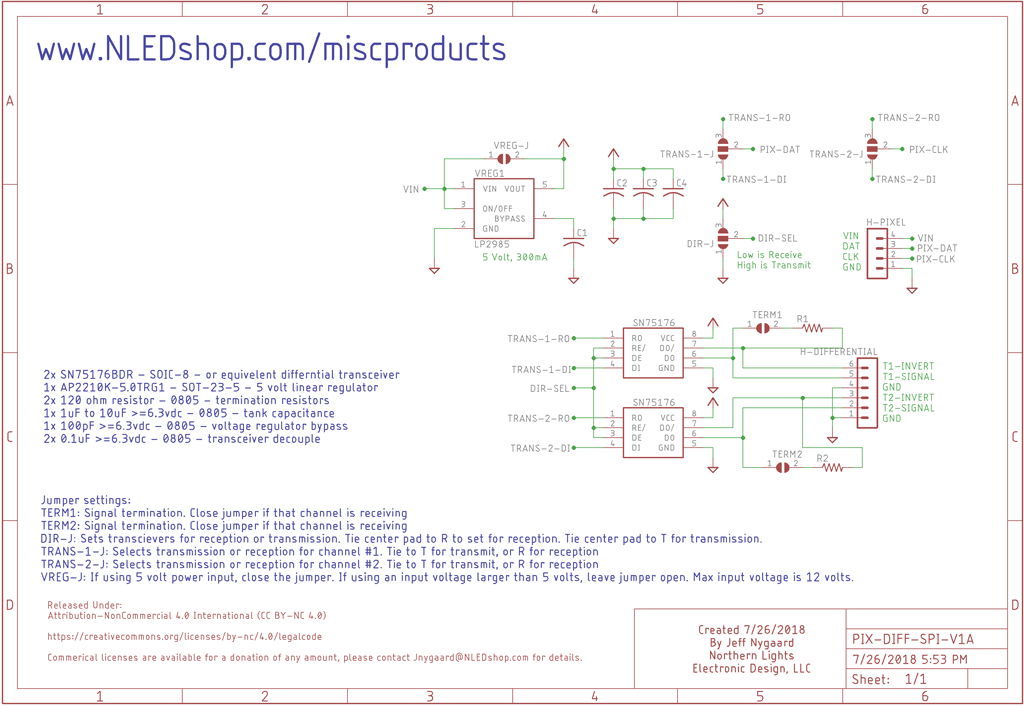 1 2 3 4 5 6
www.NLEDshop.com/miscproducts
A A
TRANS-1-RO
TRANS-2-RO
VREG-J
1 2
3
TRANS-1-J
2
PIX-DAT
1
TRANS-1-DI
3
TRANS-2-J
2
PIX-CLK
1
TRANS-2-DI
VIN
VREG1
1 VIN VOUT 5
3 ON/OFF
BYPASS 4
2 GND
LP2985
5 Volt, 300mA
C1
C2 C3 C4
3
DIR-J
2
DIR-SEL
1
Low is Receive
High is Transmit
H-PIXEL
VIN 4 VIN
DAT 3 PIX-DAT
CLK 2 PIX-CLK
GND 1
B B
SN75176
TRANS-1-RO 1 RO VCC 8
2 RE/ DO/ 7
3 DE DO 6
TRANS-1-DI 4 DI GND 5
DIR-SEL
SN75176
TRANS-2-RO 1 RO VCC 8
2 RE/ DO/ 7
3 DE DO 6
TRANS-2-DI 4 DI GND 5
TERM1
1 2
R1
H-DIFFERENTIAL
6 T1-INVERT
5 T1-SIGNAL
4 GND
3 T2-INVERT
2 T2-SIGNAL
1 GND
TERM2
1 2
R2
2x SN75176BDR - SOIC-8 - or equivelent differntial transceiver
1x AP2210K-5.0TRG1 - SOT-23-5 - 5 volt linear regulator
2x 120 ohm resistor - 0805 - termination resistors
1x 1uF to 10uF >=6.3vdc - 0805 - tank capacitance
1x 100pF >=6.3vdc - 0805 - voltage regulator bypass
2x 0.1uF >=6.3vdc - 0805 - transceiver decouple
C C
Jumper settings:
TERM1: Signal termination. Close jumper if that channel is receiving
TERM2: Signal termination. Close jumper if that channel is receiving
DIR-J: Sets transcievers for reception or transmission. Tie center pad to R to set for reception. Tie center pad to T for transmission.
TRANS-1-J: Selects transmission or reception for channel #1. Tie to T for transmit, or R for reception
TRANS-2-J: Selects transmission or reception for channel #2. Tie to T for transmit, or R for reception
VREG-J: If using 5 volt power input, close the jumper. If using an input voltage larger than 5 volts, leave jumper open. Max input voltage is 12 volts.
D D
Released Under:
Attribution-NonCommercial 4.0 International (CC BY-NC 4.0)
https://creativecommons.org/licenses/by-nc/4.0/legalcode
Commerical licenses are available for a donation of any amount, please contact Jnygaard@NLEDshop.com for details.
Created 7/26/2018
By Jeff Nygaard
Northern Lights
Electronic Design, LLC
PIX-DIFF-SPI-V1A
7/26/2018 5:53 PM
Sheet: 1/1
1 2 3 4 5 6